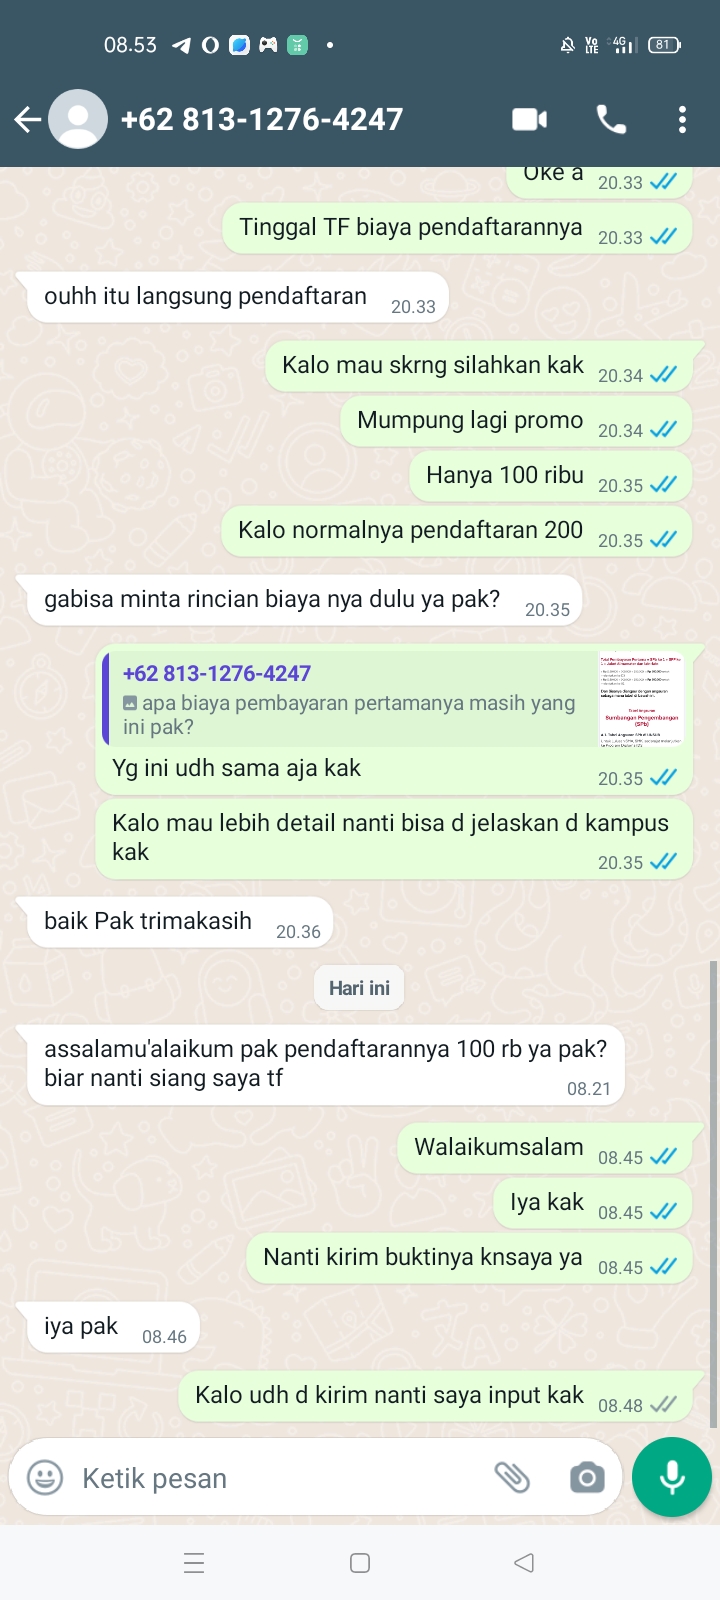 08.53
Vo LTE 4G 81
+62 813-1276-4247
Oke a 20.33
Tinggal TF biaya pendaftarannya 20.33
ouhh itu langsung pendaftaran 20.33
Kalo mau skrng silahkan kak 20.34
Mumpung lagi promo 20.34
Hanya 100 ribu 20.35
Kalo normalnya pendaftaran 200 20.35
gabisa minta rincian biaya nya dulu ya pak? 20.35
+62 813-1276-4247
apa biaya pembayaran pertamanya masih yang
ini pak?
Sumbangan Pengembangan
(SPb)
Yg ini udh sama aja kak 20.35
Kalo mau lebih detail nanti bisa d jelaskan d kampus
kak 20.35
baik Pak trimakasih 20.36
Hari ini
assalamu'alaikum pak pendaftarannya 100 rb ya pak?
biar nanti siang saya tf 08.21
Walaikumsalam 08.45
Iya kak 08.45
Nanti kirim buktinya knsaya ya 08.45
iya pak 08.46
Kalo udh d kirim nanti saya input kak 08.48
Ketik pesan